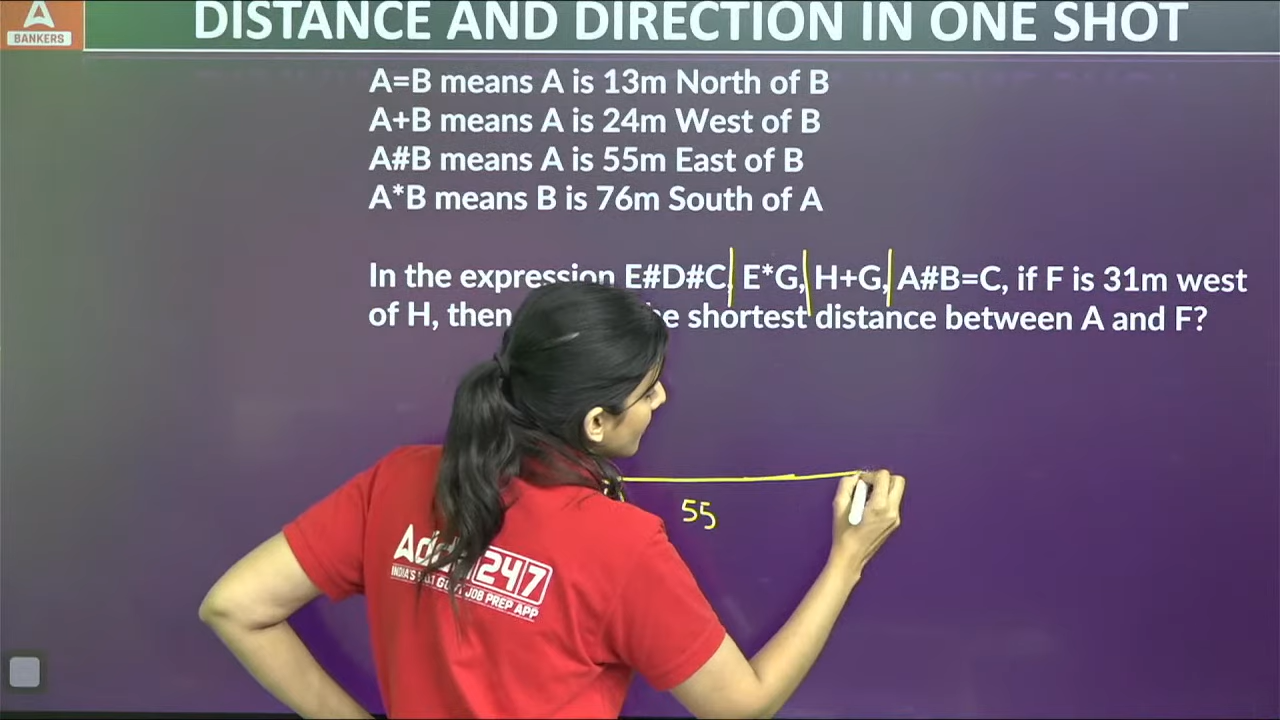 A
BANKERS
DISTANCE AND DIRECTION IN ONE SHOT
A=B means A is 13m North of B
A+B means A is 24m West of B
A#B means A is 55m East of B
A*B means B is 76m South of A
In the expression E#D#C, E*G, H+G, A#B=C, if F is 31m west
of H, then shortest distance between A and F?
55
247
INDIA'S JOB PREP APP